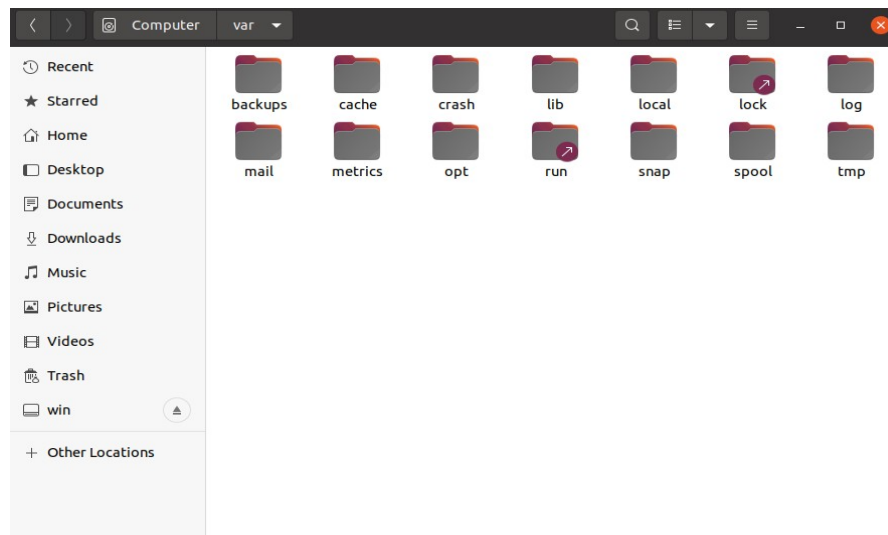 Computer var
Recent
Starred
Home
Desktop
Documents
Downloads
Music
Pictures
Videos
Trash
win
Other Locations
backups cache crash lib local lock log
mail metrics opt run snap spool tmp